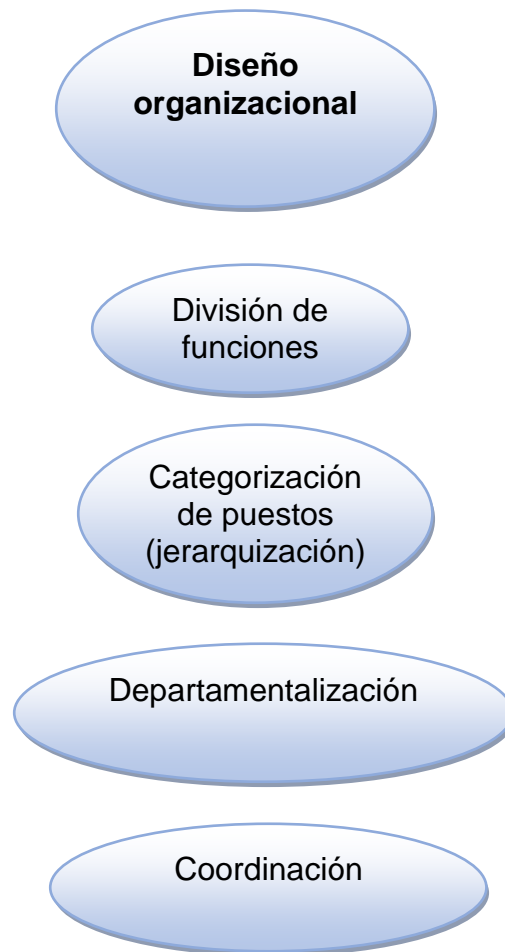 Diseño
organizacional
División de
funciones
Categorización
de puestos
(jerarquización)
Departamentalización
Coordinación